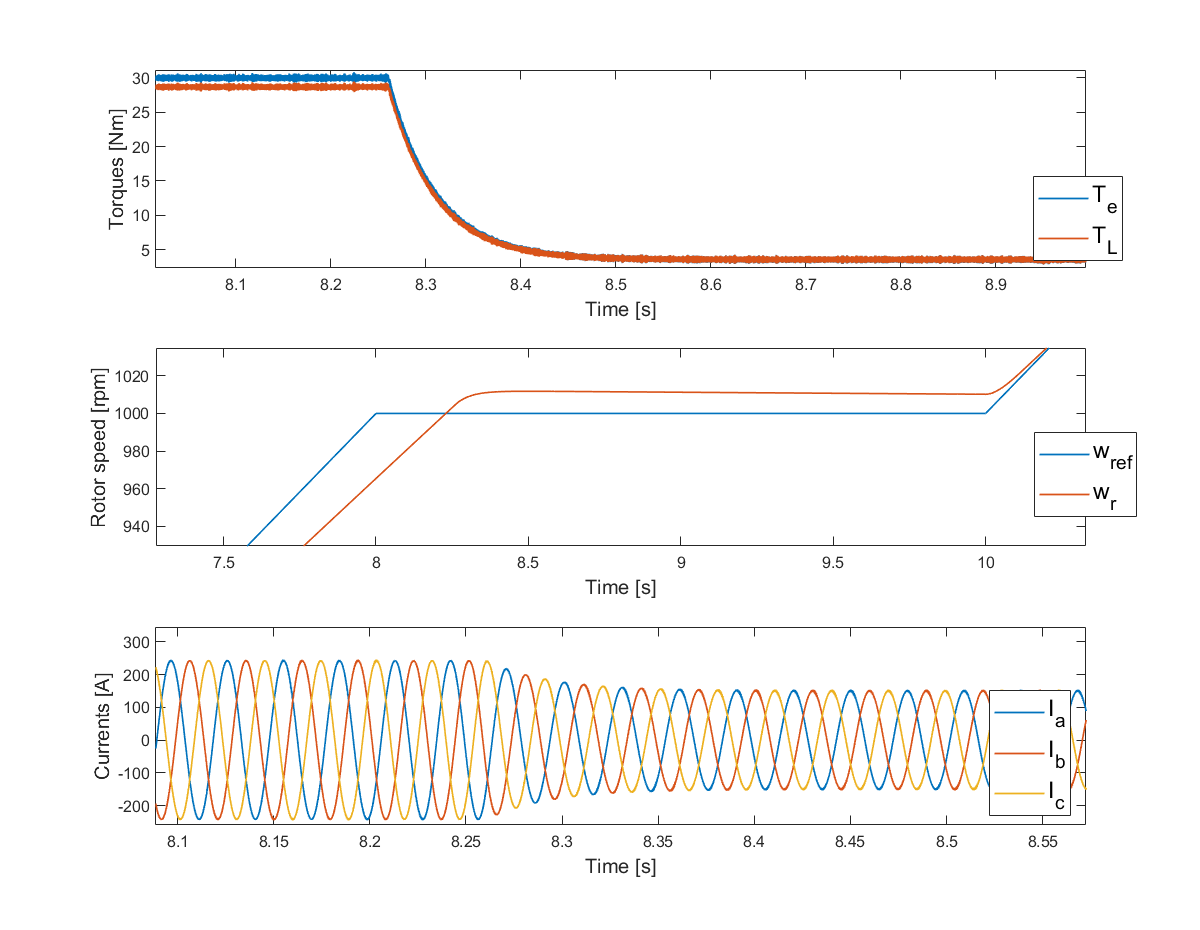 Torques [Nm]
30
25
20
15
10
5
8.1 8.2 8.3 8.4 8.5 8.6 8.7 8.8 8.9
Time [s]
T_e
T_L
Rotor speed [rpm]
1020
1000
980
960
940
7.5 8 8.5 9 9.5 10
Time [s]
w_ref
w_r
Currents [A]
300
200
100
0
-100
-200
8.1 8.15 8.2 8.25 8.3 8.35 8.4 8.45 8.5 8.55
Time [s]
I_a
I_b
I_c